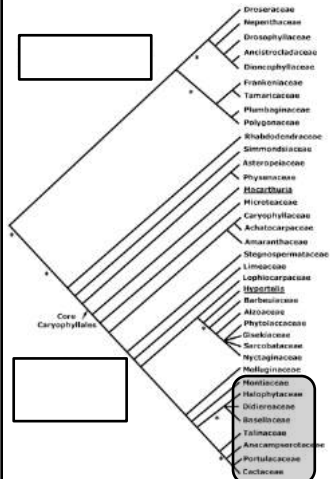 Droseraceae
Nepenthaceae
Drosophyllaceae
Ancistrocladaceae
Dioncophyllaceae
Frankeniaceae
Tamaricaceae
Plumbaginaceae
Polygonaceae
Rhabdodendraceae
Simmondsiaceae
Asteropeiaceae
Physenaceae
Macarthuria
Microteaceae
Caryophyllaceae
Achatocarpaceae
Amaranthaceae
Stegnospermataceae
Limeaceae
Lophiocarpaceae
Hypertelis
Barbeuiaceae
Aizoaceae
Phytolaccaceae
Gisekiaceae
Sarcobataceae
Nyctaginaceae
Molluginaceae
Montiaceae
Halophytaceae
Didiereaceae
Basellaceae
Talinaceae
Anacampserotaceae
Portulacaceae
Cactaceae
Core
Caryophyllales